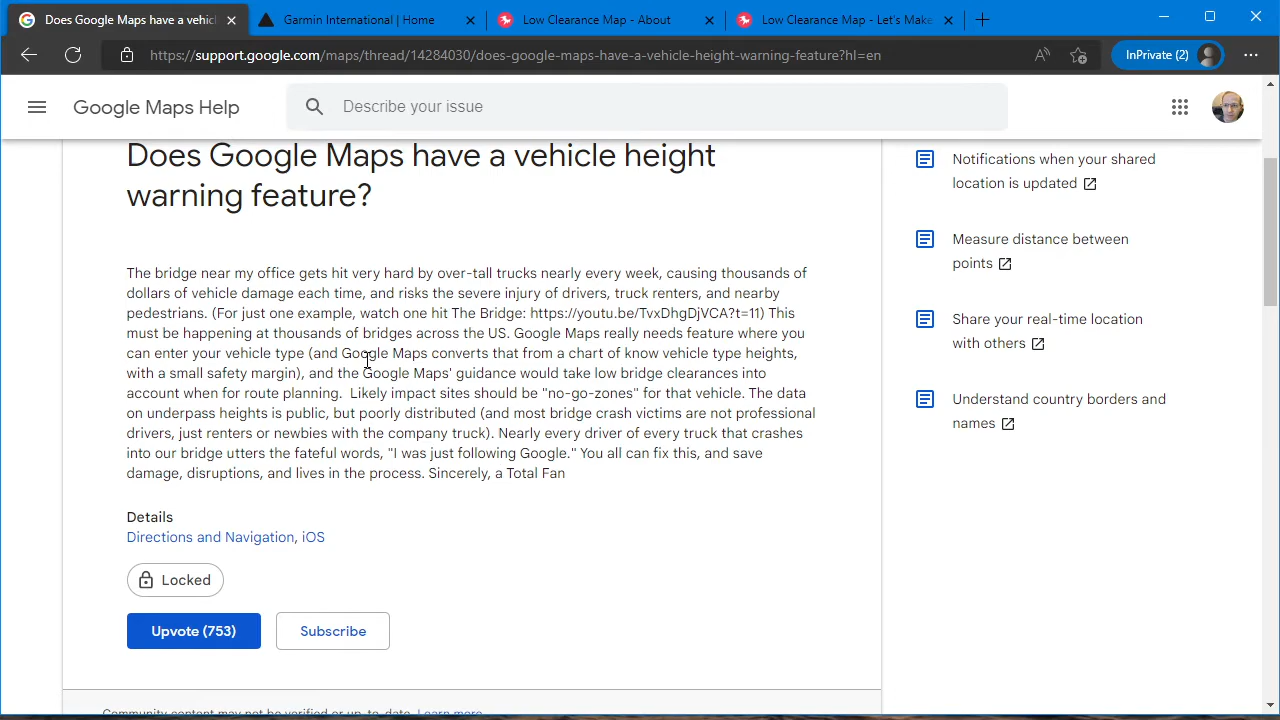 Does Google Maps have a vehicl
Garmin International | Home
Low Clearance Map - About
Low Clearance Map - Let's Make
https://support.google.com/maps/thread/14284030/does-google-maps-have-a-vehicle-height-warning-feature?hl=en
InPrivate (2)
Google Maps Help
Describe your issue
Does Google Maps have a vehicle height
warning feature?
The bridge near my office gets hit very hard by over-tall trucks nearly every week, causing thousands of
dollars of vehicle damage each time, and risks the severe injury of drivers, truck renters, and nearby
pedestrians. (For just one example, watch one hit The Bridge: https://youtu.be/TvxDhgDjVCA?t=11) This
must be happening at thousands of bridges across the US. Google Maps really needs feature where you
can enter your vehicle type (and Google Maps converts that from a chart of know vehicle type heights,
with a small safety margin), and the Google Maps' guidance would take low bridge clearances into
account when for route planning.  Likely impact sites should be "no-go-zones" for that vehicle. The data
on underpass heights is public, but poorly distributed (and most bridge crash victims are not professional
drivers, just renters or newbies with the company truck). Nearly every driver of every truck that crashes
into our bridge utters the fateful words, "I was just following Google." You all can fix this, and save
damage, disruptions, and lives in the process. Sincerely, a Total Fan
Details
Directions and Navigation, iOS
Locked
Upvote (753)
Subscribe
Community content may not be verified or up-to-date. Learn more
Notifications when your shared
location is updated
Measure distance between
points
Share your real-time location
with others
Understand country borders and
names